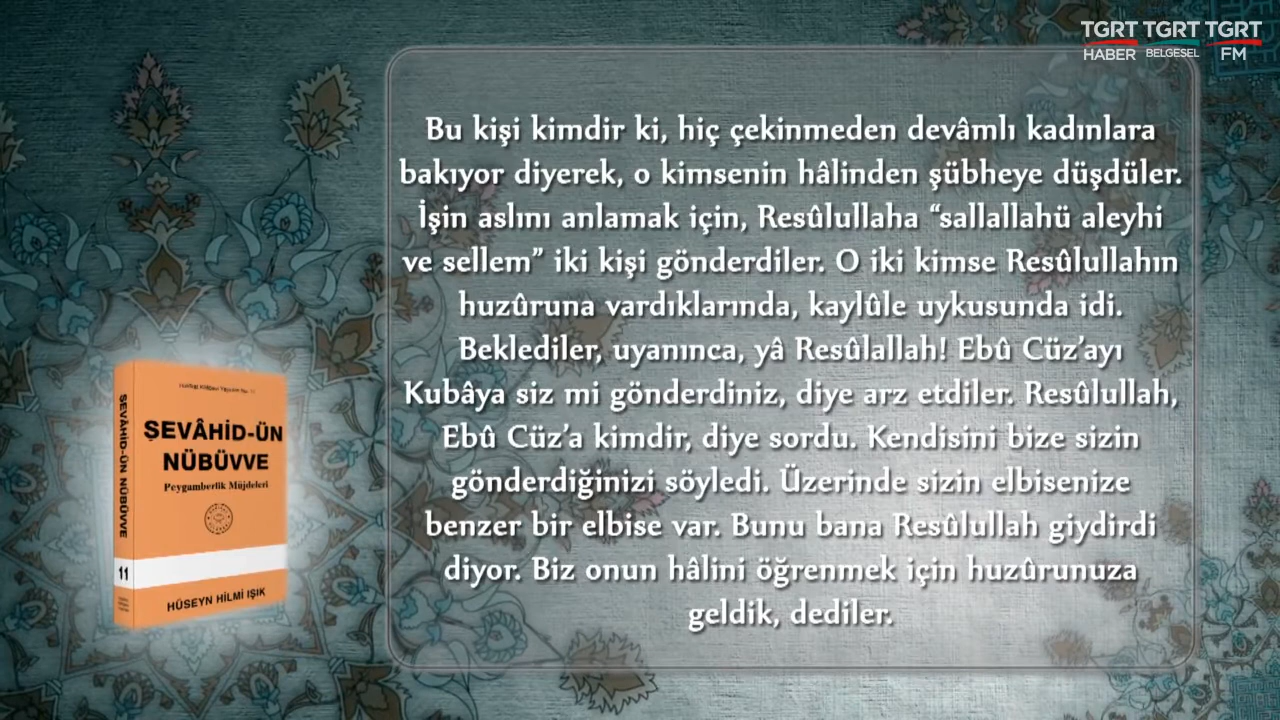 TGRT TGRT TGRT
HABER BELGESEL FM
Bu kişi kimdir ki, hiç çekinmeden devâmlı kadınlara
bakıyor diyerek, o kimsenin hâlinden şübheye düşdüler.
İşin aslını anlamak için, Resûlullaha “sallallahü aleyhi
ve sellem” iki kişi gönderdiler. O iki kimse Resûlullahın
huzûruna vardıklarında, kaylûle uykusunda idi.
Beklediler, uyanınca, yâ Resûlallah! Ebû Cüz’ayı
Kubâya siz mi gönderdiniz, diye arz etdiler. Resûlullah,
Ebû Cüz’a kimdir, diye sordu. Kendisini bize sizin
gönderdiğinizi söyledi. Üzerinde sizin elbisenize
benzer bir elbise var. Bunu bana Resûlullah giydirdi
diyor. Biz onun hâlini öğrenmek için huzûrunuza
geldik, dediler.
ŞEVÂHİD-ÜN NÜBÜVVE
11
ŞEVÂHİD-ÜN
NÜBÜVVE
Peygamberlik Müjdeleri
HÜSEYN HİLMİ IŞIK